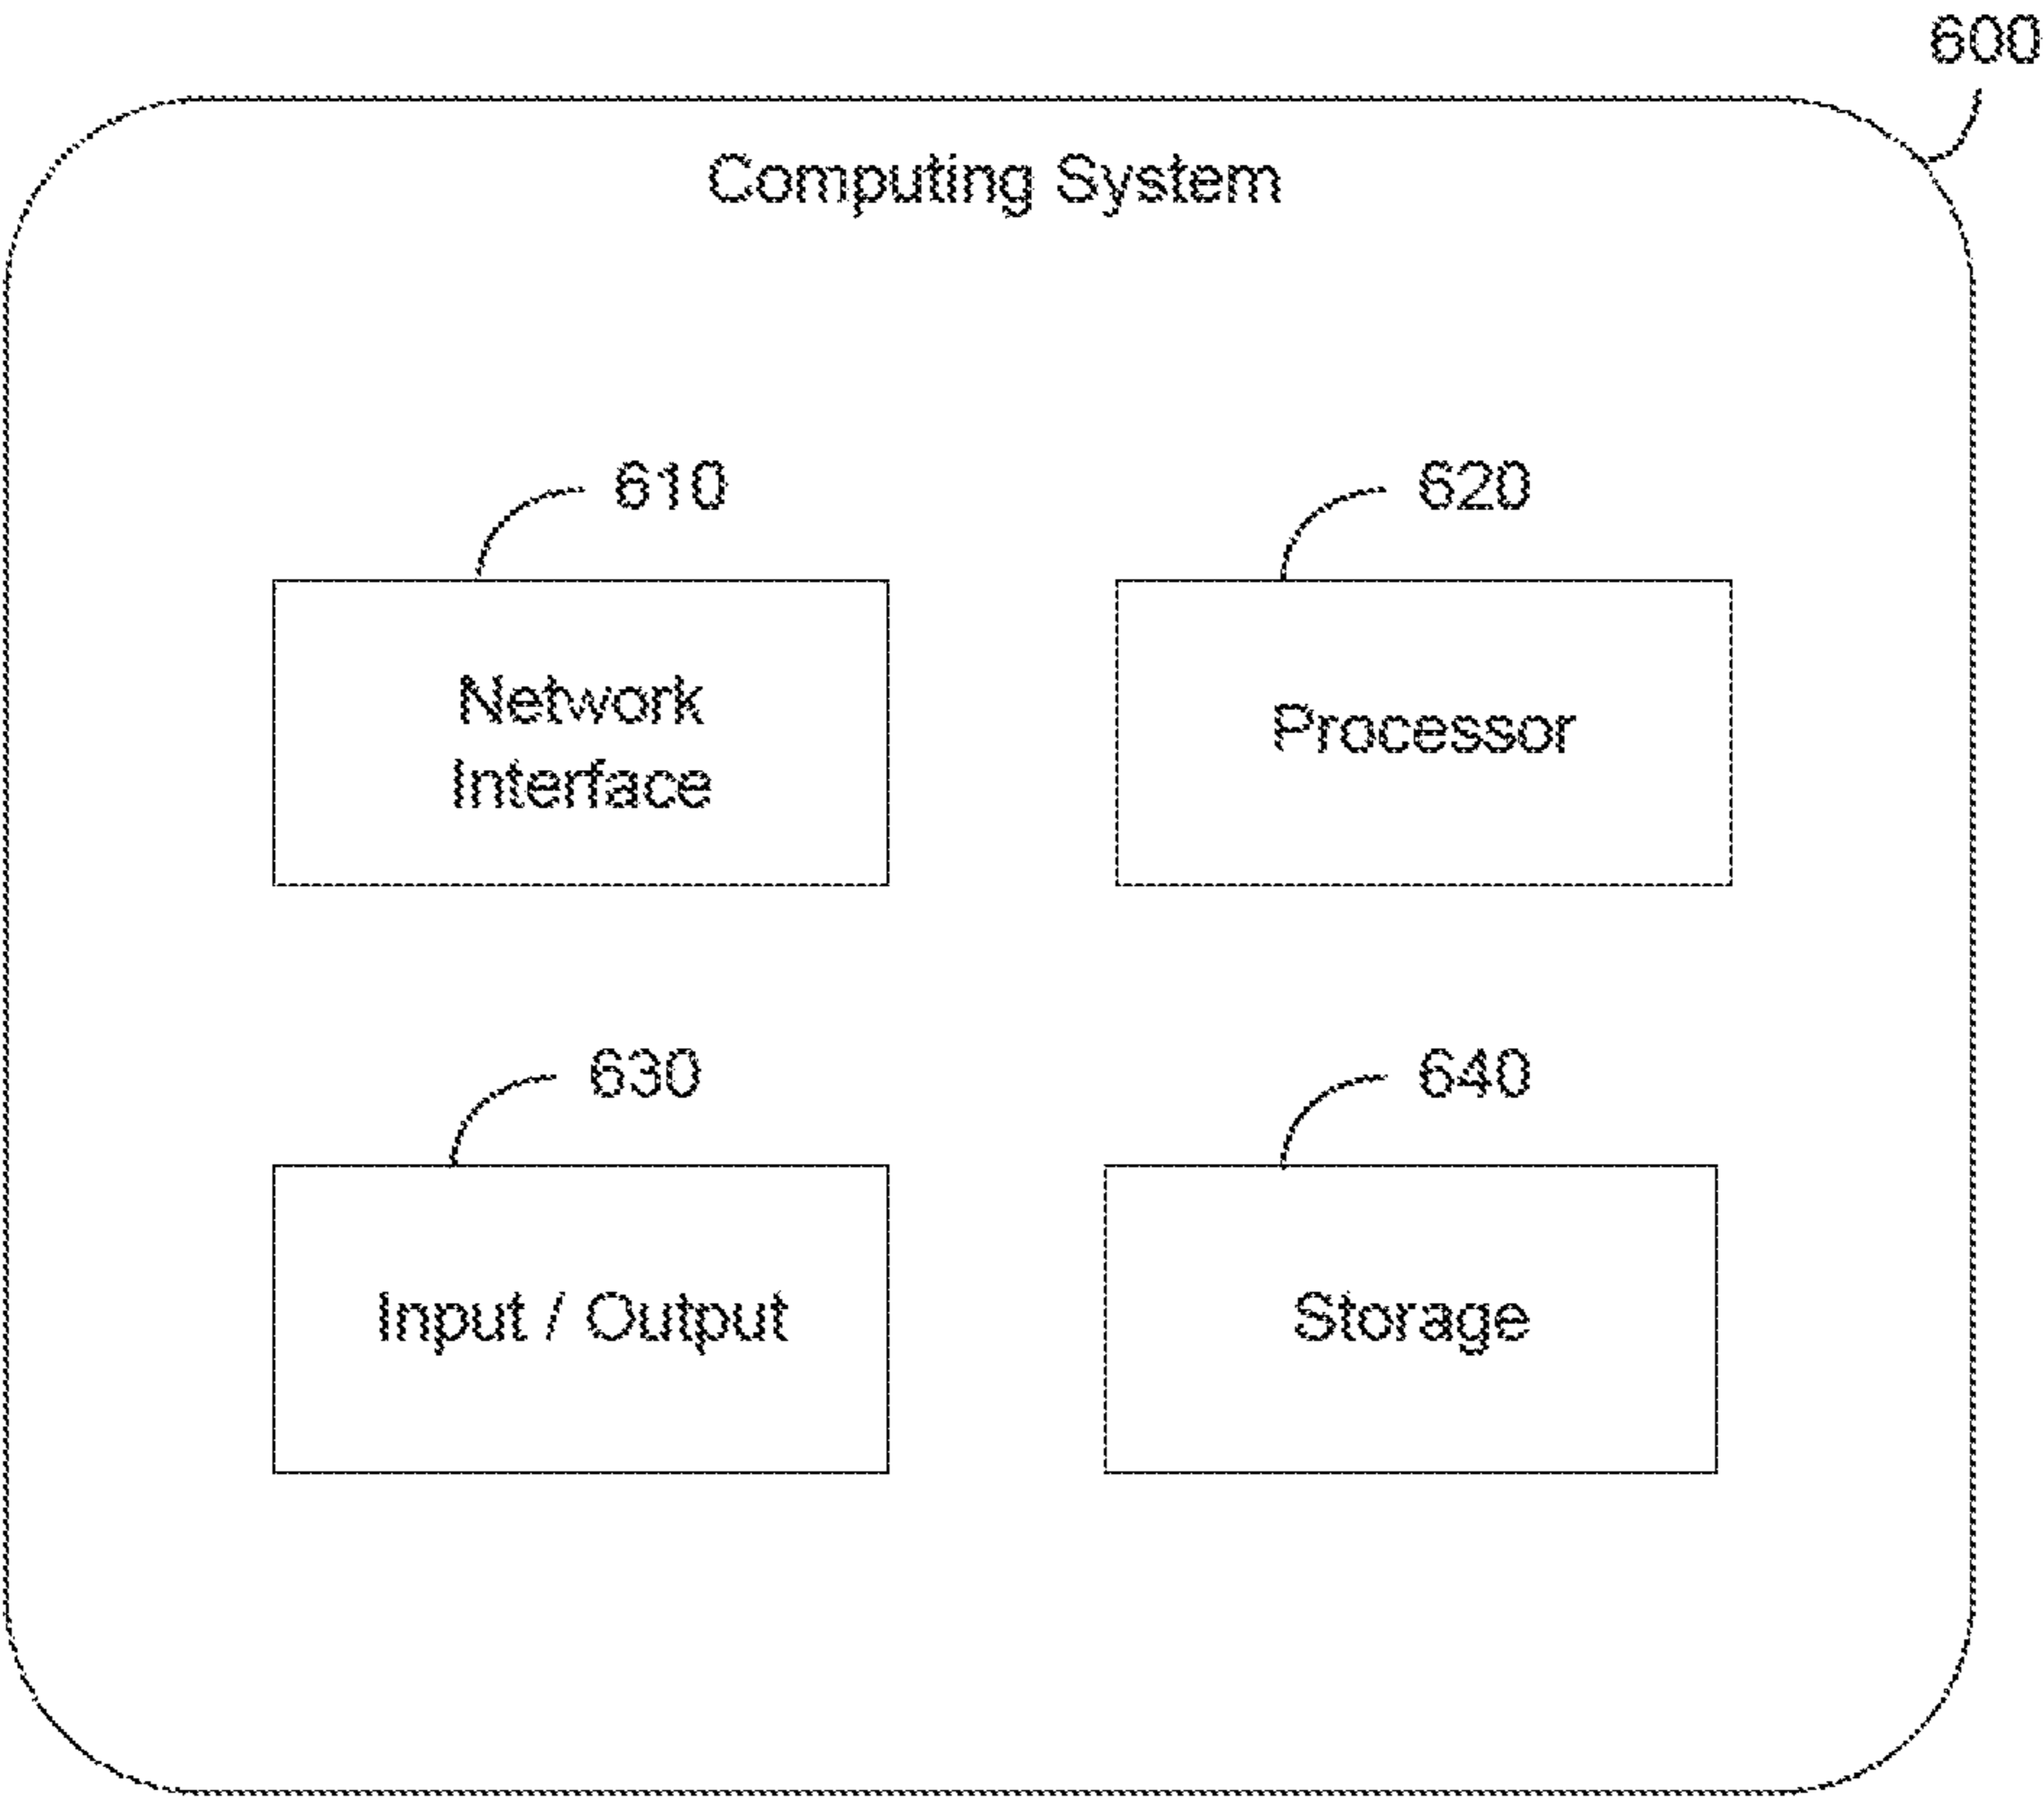 600
Computing System
610
620
Network
Interface
Processor
630
640
Input / Output
Storage